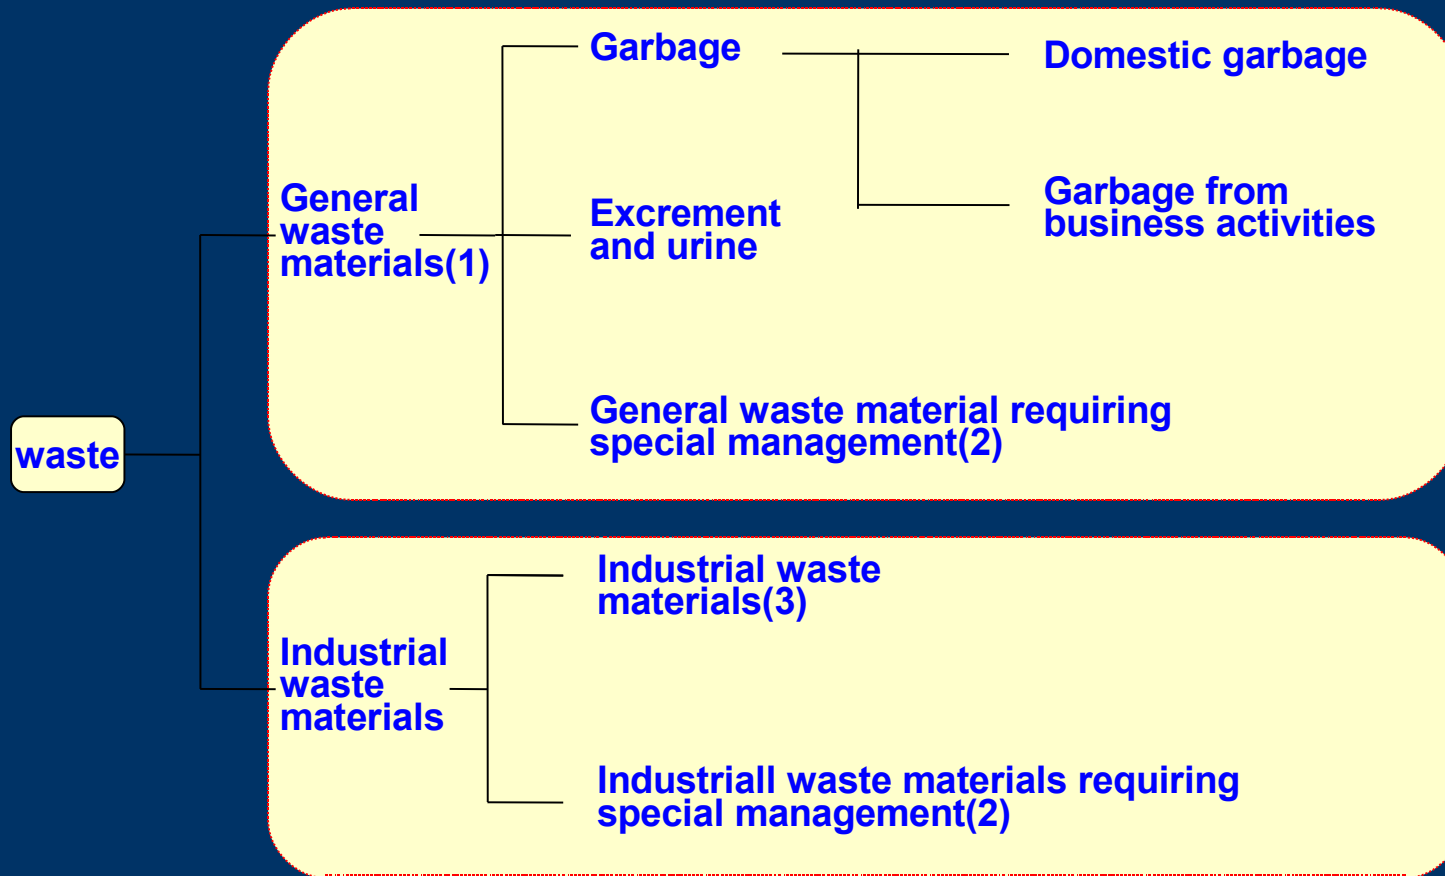 Garbage
Domestic garbage
General
waste
materials(1)
Excrement
and urine
Garbage from
business activities
General waste material requiring
special management(2)
waste
Industrial waste
materials(3)
Industrial
waste
materials
Industriall waste materials requiring
special management(2)